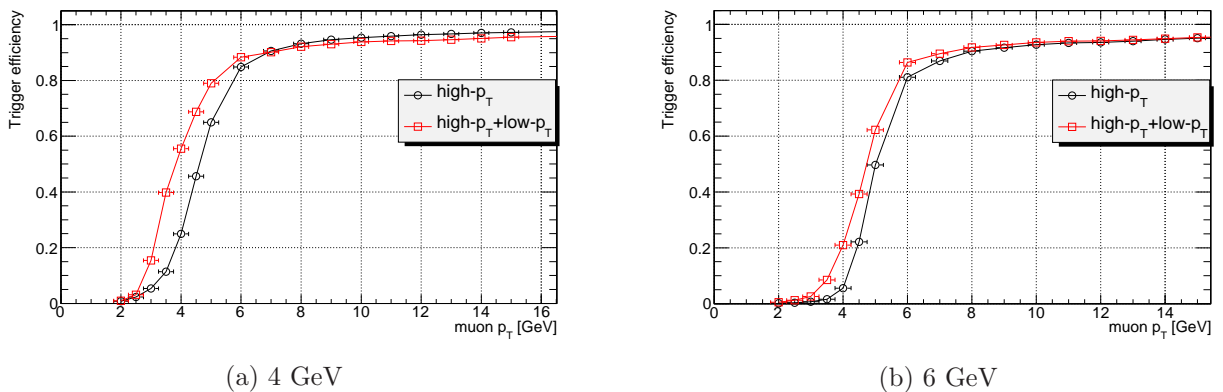 Trigger efficiency
1
0.8
0.6
0.4
0.2
0
0 2 4 6 8 10 12 14 16
muon p_T [GeV]
high-p_T
high-p_T+low-p_T
(a) 4 GeV
Trigger efficiency
1
0.8
0.6
0.4
0.2
0
0 2 4 6 8 10 12 14
muon p_T [GeV]
high-p_T
high-p_T+low-p_T
(b) 6 GeV